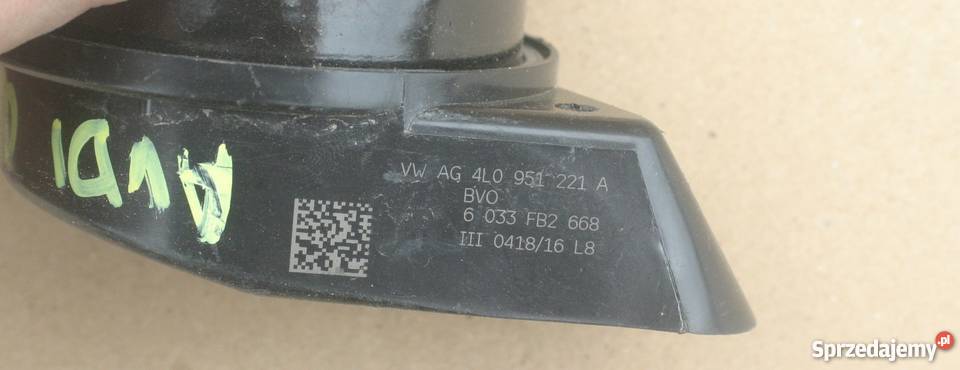 AUDI
VW AG 4L0 951 221 A
BVO
6 033 FB2 668
III 0418/16 L8
Sprzedajemy.pl